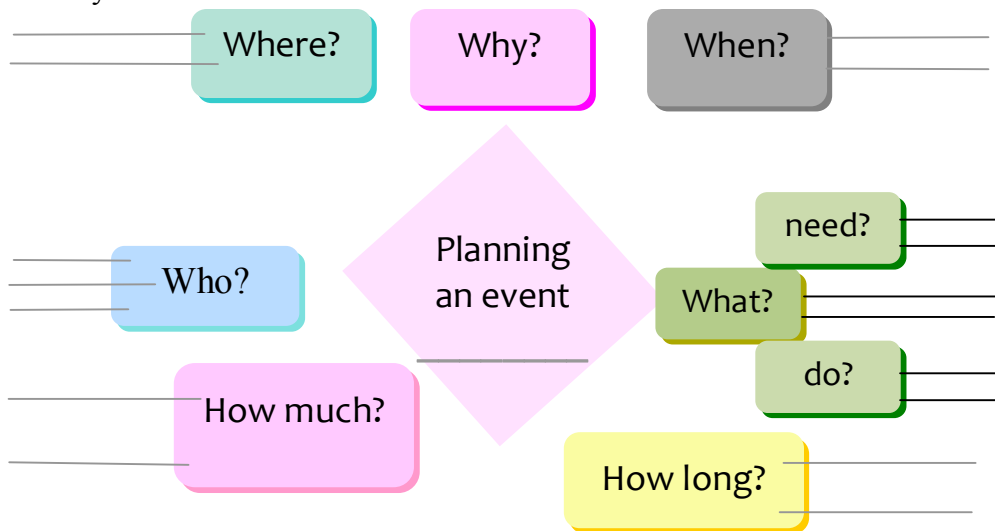 Where?
Why?
When?
need?
Planning
an event
Who?
What?
do?
How much?
How long?